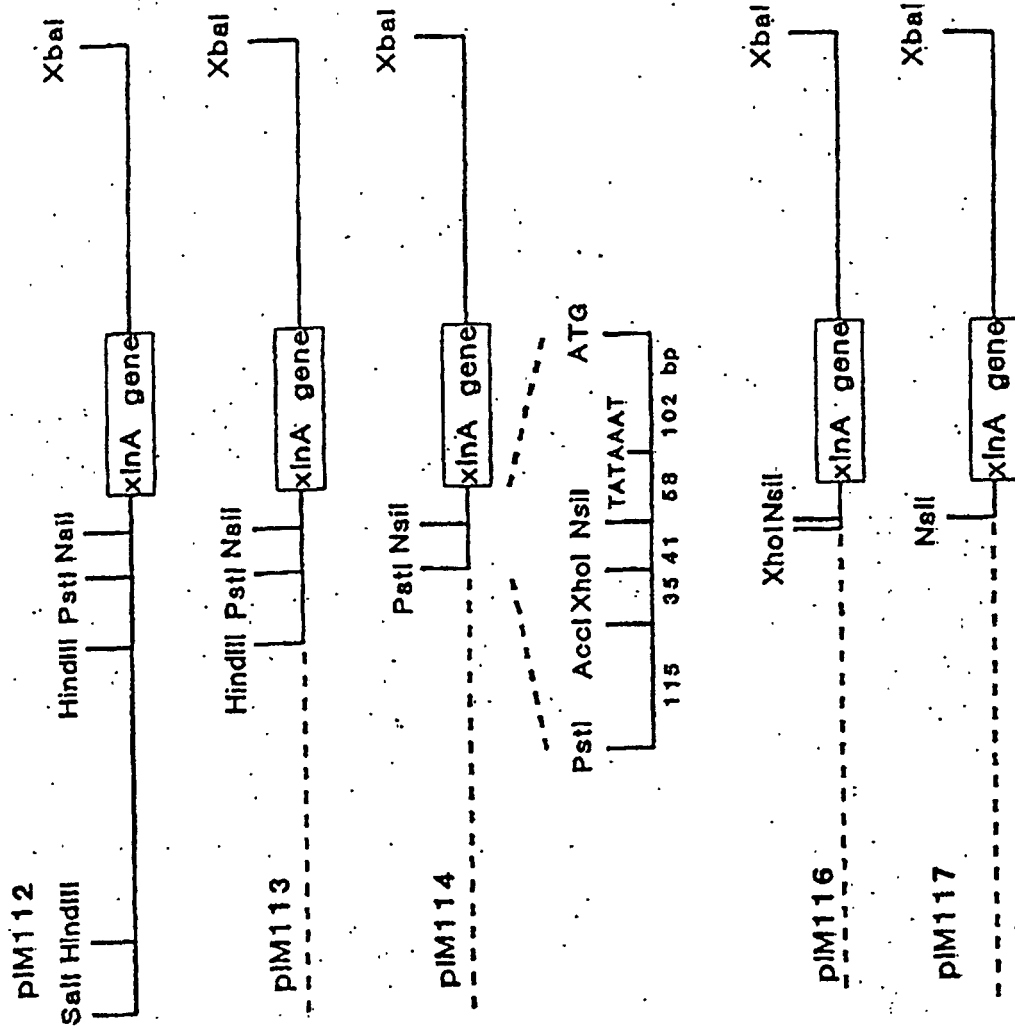 pIM112
SalI HindIII HindIII PstI NsiI XbaI
xlnA gene
pIM113
HindIII PstI NsiI XbaI
xlnA gene
pIM114
PstI NsiI XbaI
xlnA gene
PstI AccI XhoI NsiI TATAAAT ATG
115 35 41 58 102 bp
pIM116
XhoI NsiI XbaI
xlnA gene
pIM117
NsiI XbaI
xlnA gene